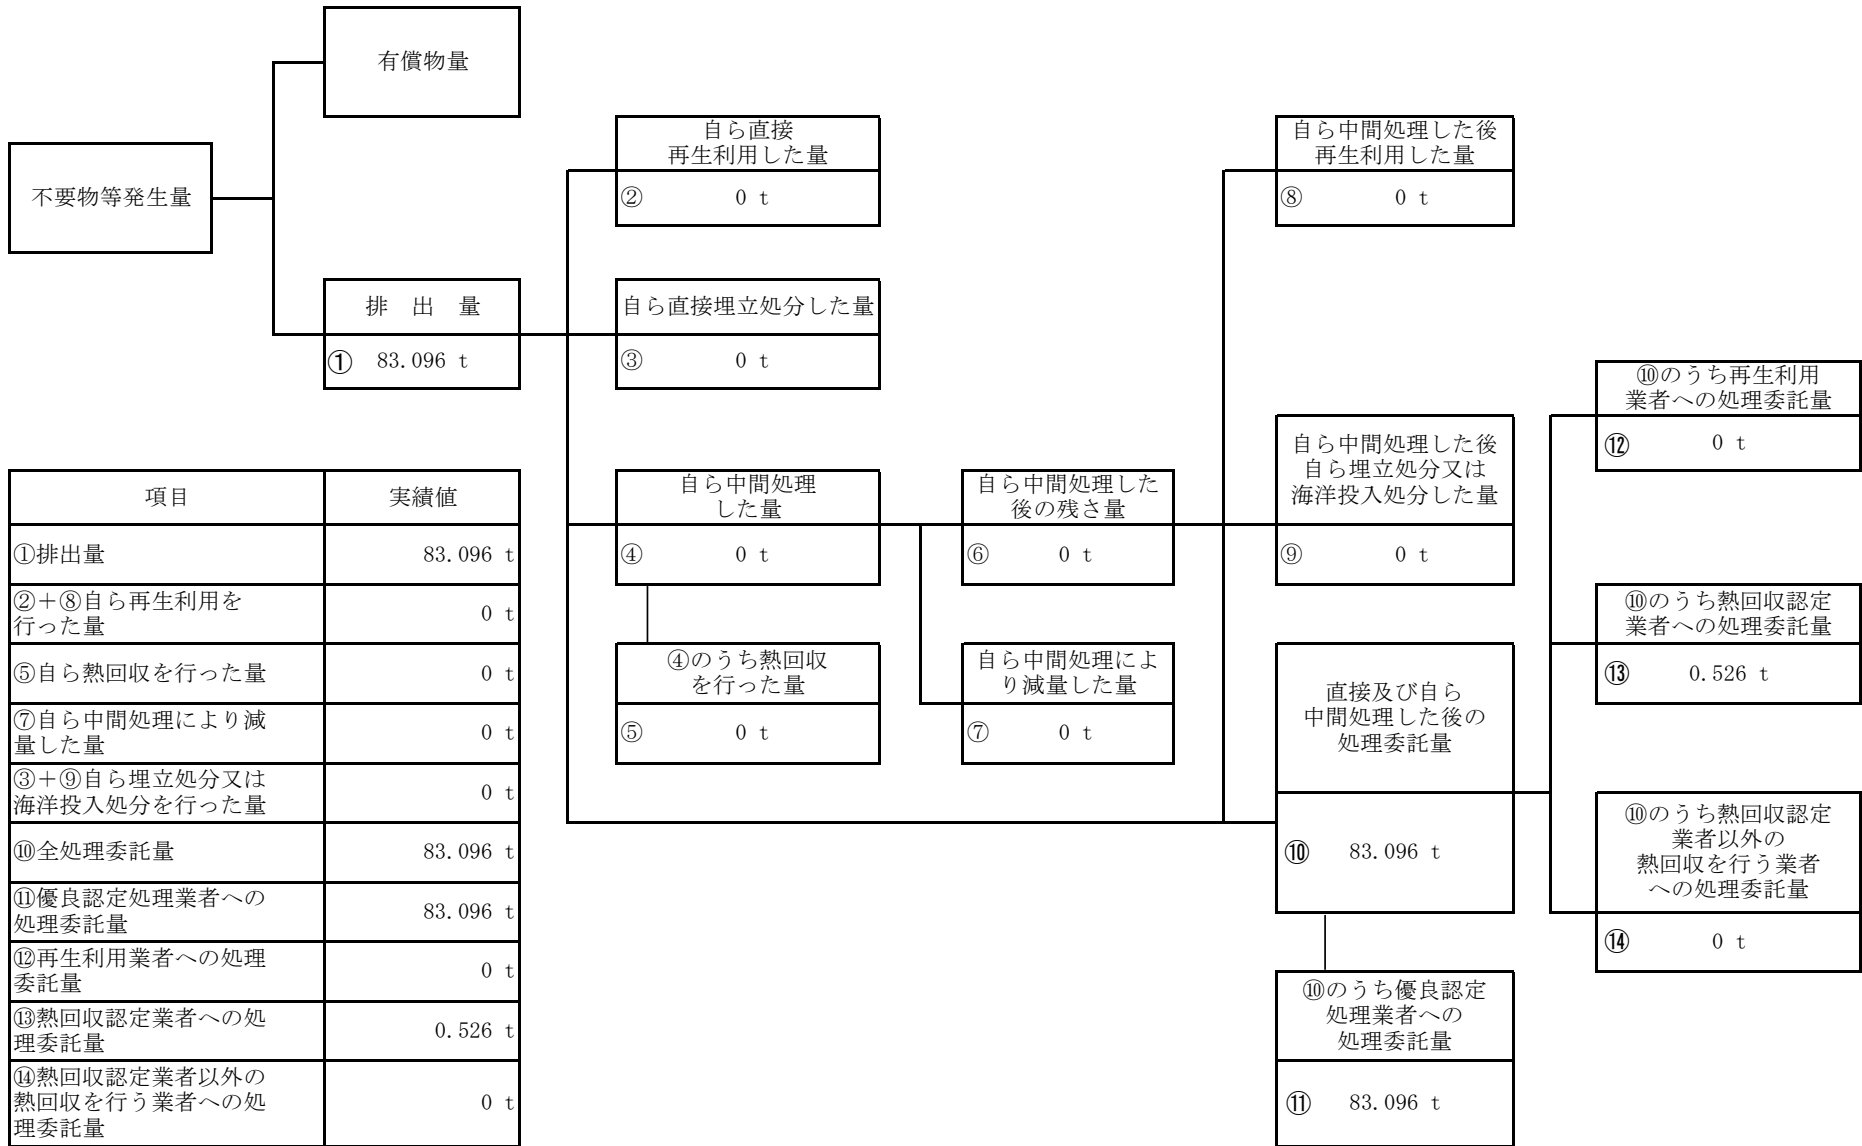 有償物量
不要物等発生量
排　出　量
① 83.096 t
自ら直接
再生利用した量
② 0 t
自ら直接埋立処分した量
③ 0 t
自ら中間処理
した量
④ 0 t
④のうち熱回収
を行った量
⑤ 0 t
自ら中間処理した
後の残さ量
⑥ 0 t
自ら中間処理によ
り減量した量
⑦ 0 t
自ら中間処理した後
再生利用した量
⑧ 0 t
自ら中間処理した後
自ら埋立処分又は
海洋投入処分した量
⑨ 0 t
直接及び自ら
中間処理した後の
処理委託量
⑩ 83.096 t
⑩のうち優良認定
処理業者への
処理委託量
⑪ 83.096 t
⑩のうち再生利用
業者への処理委託量
⑫ 0 t
⑩のうち熱回収認定
業者への処理委託量
⑬ 0.526 t
⑩のうち熱回収認定
業者以外の
熱回収を行う業者
への処理委託量
⑭ 0 t
項目 実績値
①排出量 83.096 t
②＋⑧自ら再生利用を
行った量 0 t
⑤自ら熱回収を行った量 0 t
⑦自ら中間処理により減
量した量 0 t
③＋⑨自ら埋立処分又は
海洋投入処分を行った量 0 t
⑩全処理委託量 83.096 t
⑪優良認定処理業者への
処理委託量 83.096 t
⑫再生利用業者への処理
委託量 0 t
⑬熱回収認定業者への処
理委託量 0.526 t
⑭熱回収認定業者以外の
熱回収を行う業者への処
理委託量 0 t